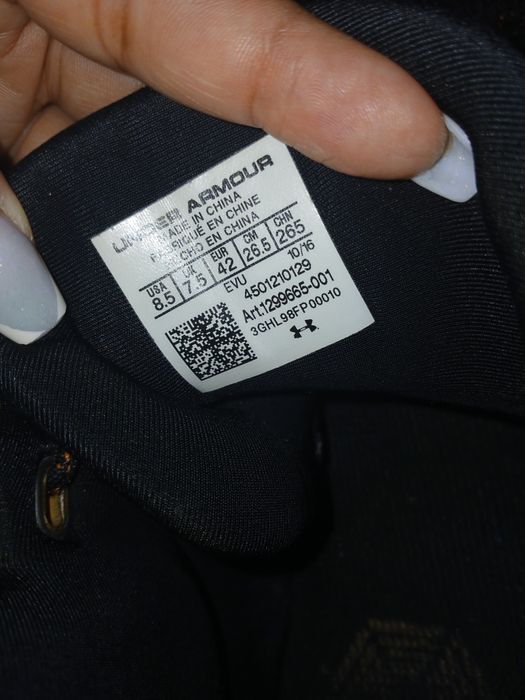 UNDER ARMOUR
MADE IN CHINA
FABRIQUÉ EN CHINE
HECHO EN CHINA
USA UK EUR CM CHN
8.5 7.5 42 26.5 265
EVU 10/16
4501210129
Art.1299665-001
3GHL98FP00010